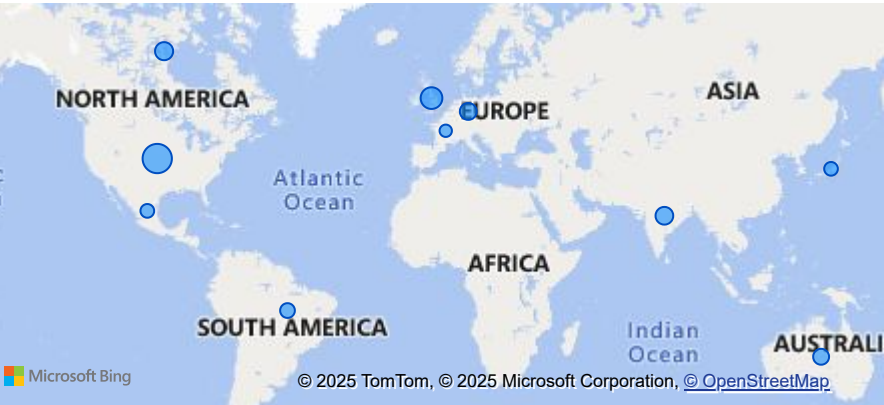 NORTH AMERICA
EUROPE
ASIA
Atlantic
Ocean
AFRICA
SOUTH AMERICA
Indian
Ocean
AUSTRALI
Microsoft Bing
© 2025 TomTom, © 2025 Microsoft Corporation, © OpenStreetMap